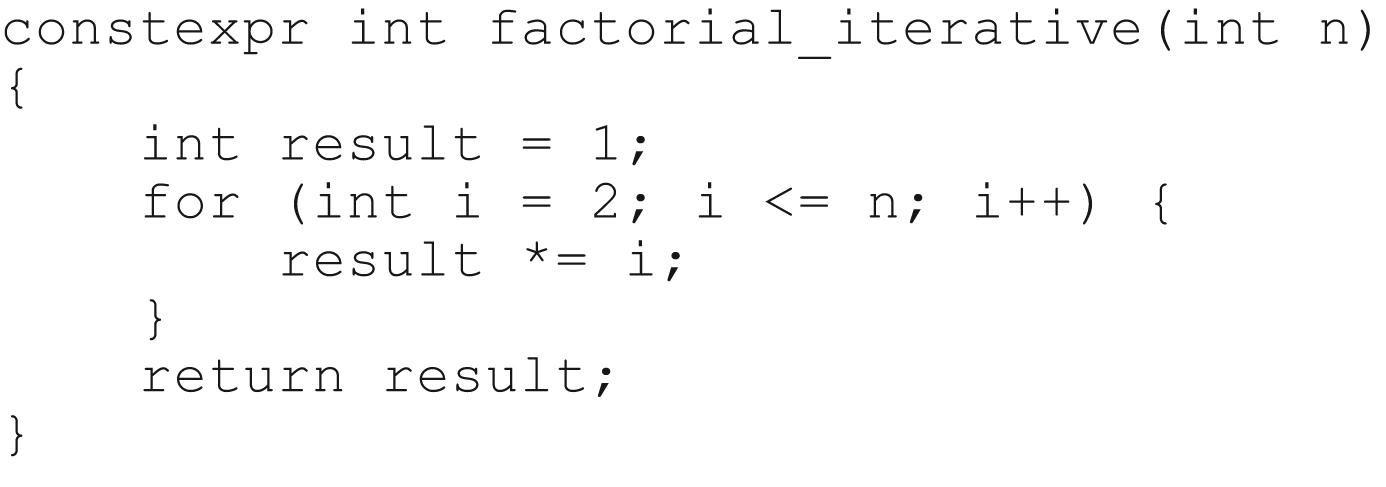 constexpr int factorial_iterative(int n)
{
    int result = 1;
    for (int i = 2; i <= n; i++) {
        result *= i;
    }
    return result;
}